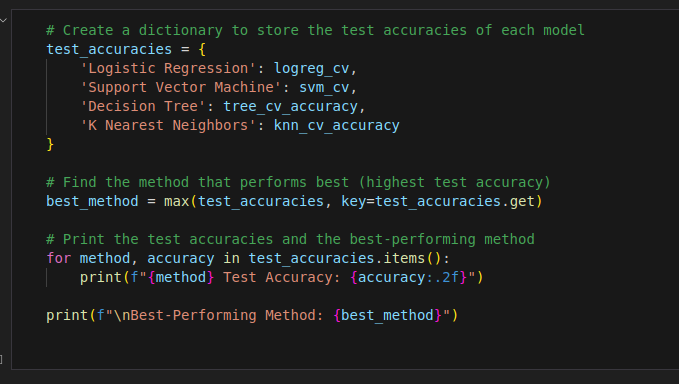 # Create a dictionary to store the test accuracies of each model
test_accuracies = {
    'Logistic Regression': logreg_cv,
    'Support Vector Machine': svm_cv,
    'Decision Tree': tree_cv_accuracy,
    'K Nearest Neighbors': knn_cv_accuracy
}

# Find the method that performs best (highest test accuracy)
best_method = max(test_accuracies, key=test_accuracies.get)

# Print the test accuracies and the best-performing method
for method, accuracy in test_accuracies.items():
    print(f"{method} Test Accuracy: {accuracy:.2f}")

print(f"\nBest-Performing Method: {best_method}")
]